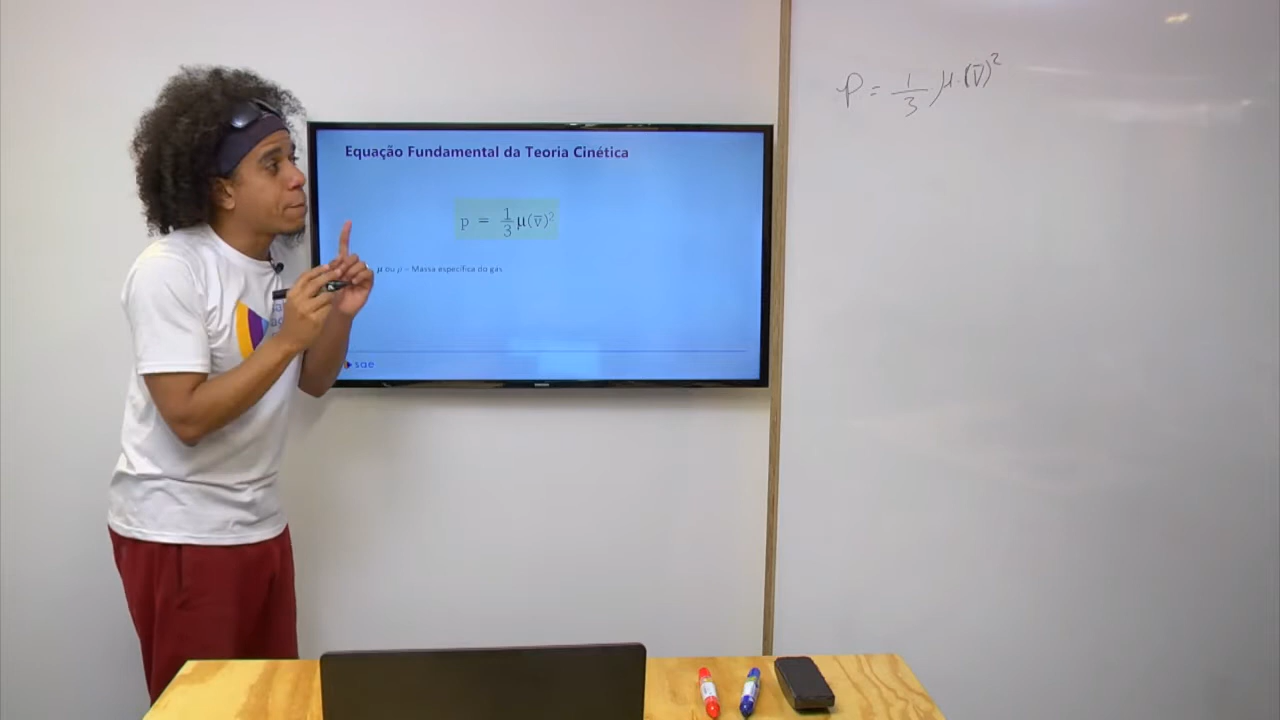 Equação Fundamental da Teoria Cinética
p = 1/3 μ(v̅)²
μ ou ρ – Massa específica do gás
sae
P = 1/3 . μ . (v̅)²